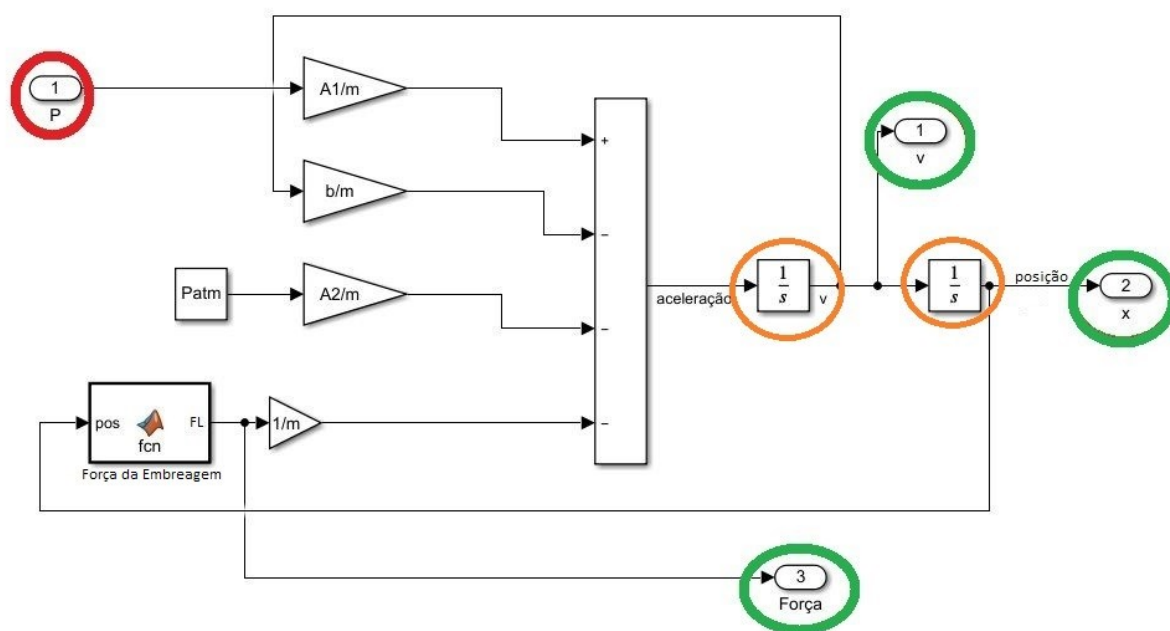 1
P
A1/m
b/m
Patm
A2/m
pos
fcn
FL
Força da Embreagem
1/m
+
−
−
−
aceleração
1
s
v
1
v
1
s
posição
2
x
3
Força